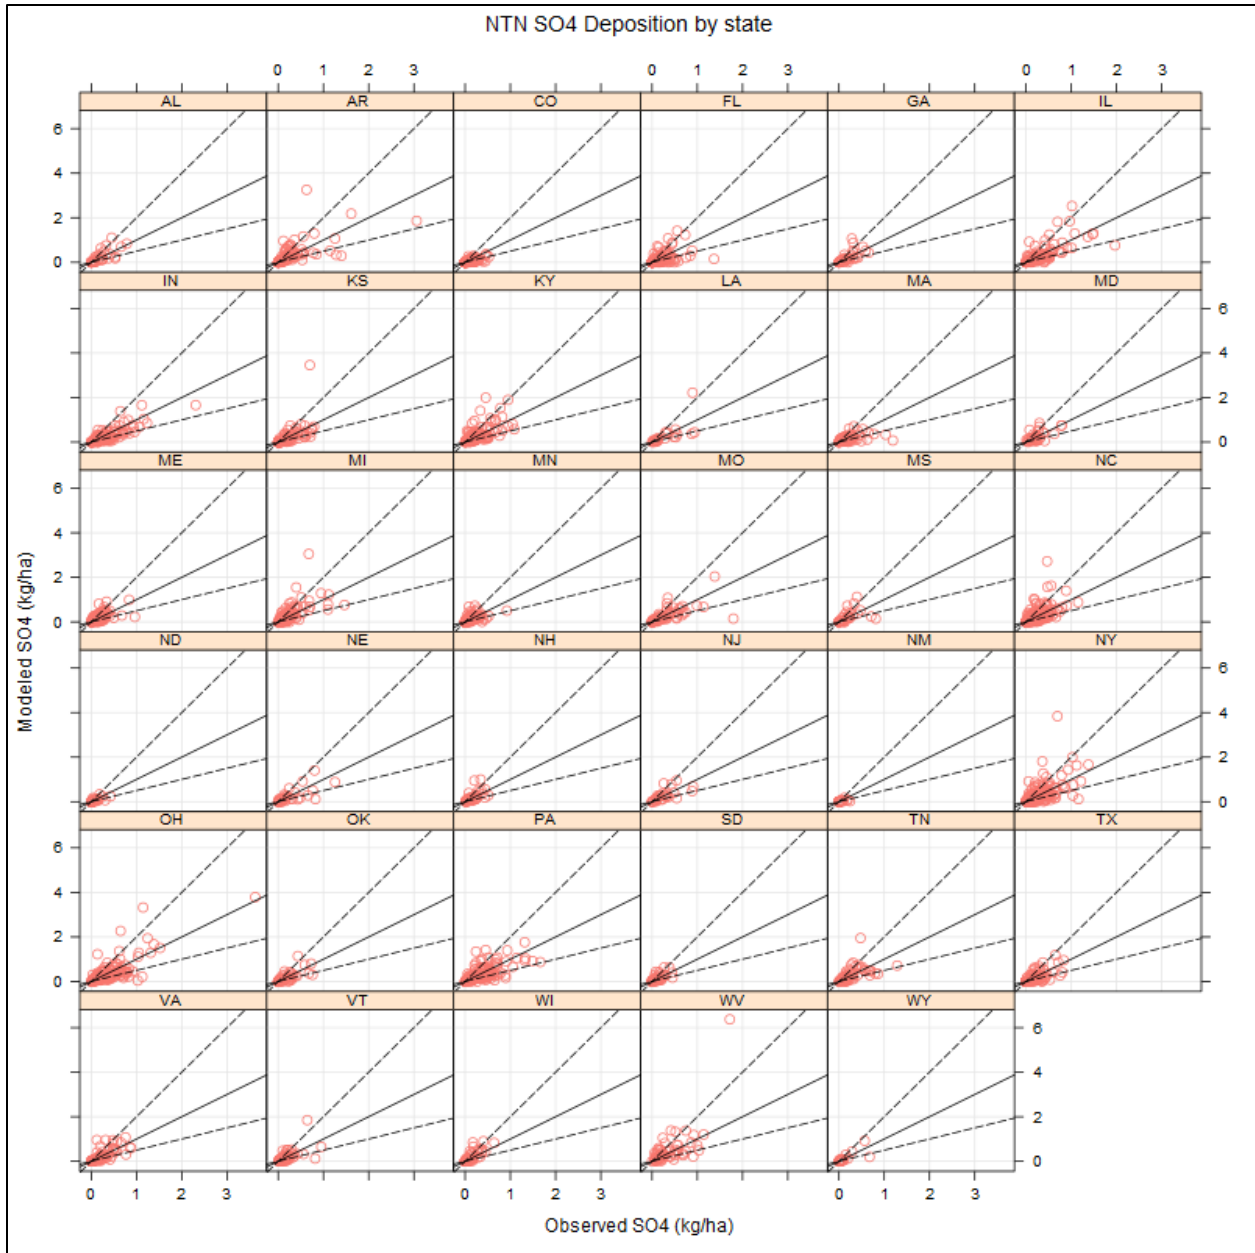 NTN SO4 Deposition by state
0 1 2 3 0 1 2 3 0 1 2 3
AL AR CO FL GA IL
6
4
2
0
IN KS KY LA MA MD
6
4
2
0
ME MI MN MO MS NC
6
4
2
0
ND NE NH NJ NM NY
6
4
2
0
OH OK PA SD TN TX
6
4
2
0
VA VT WI WV WY
6
4
2
0
0 1 2 3 0 1 2 3 0 1 2 3
Modeled SO4 (kg/ha)
Observed SO4 (kg/ha)